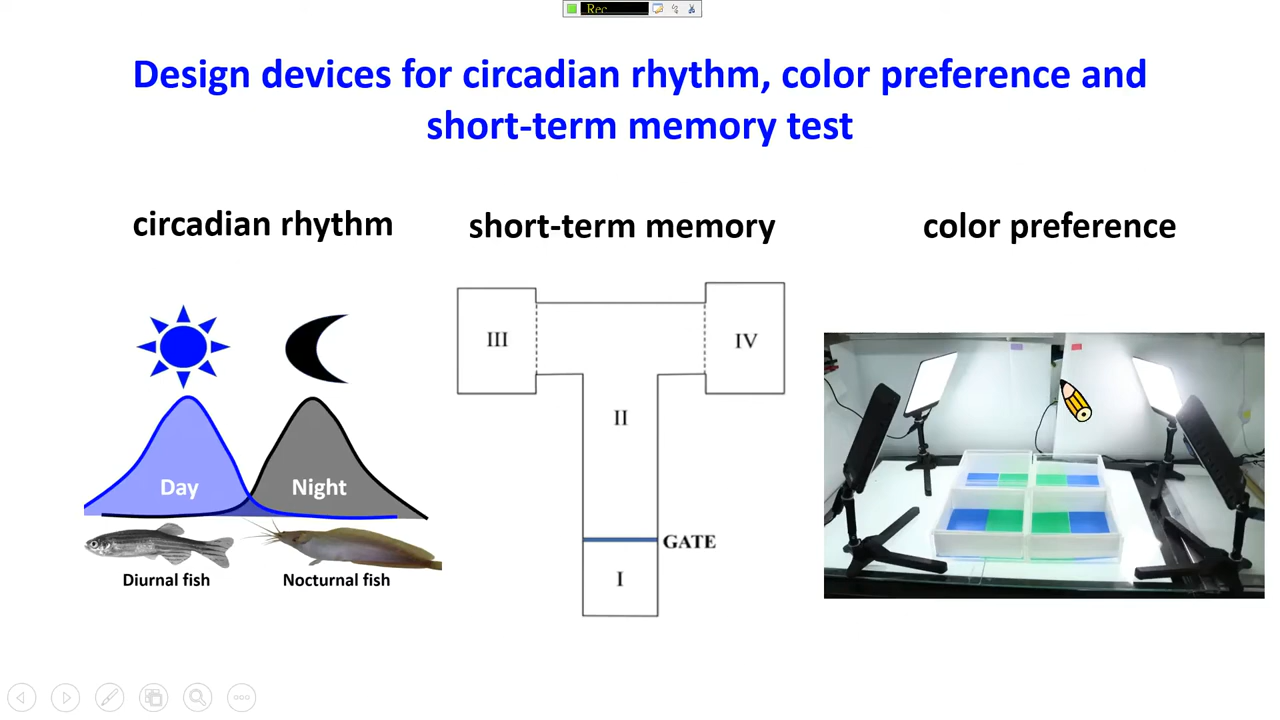 Rec
Design devices for circadian rhythm, color preference and
short-term memory test
circadian rhythm
short-term memory
color preference
Day
Night
Diurnal fish
Nocturnal fish
III
IV
II
GATE
I